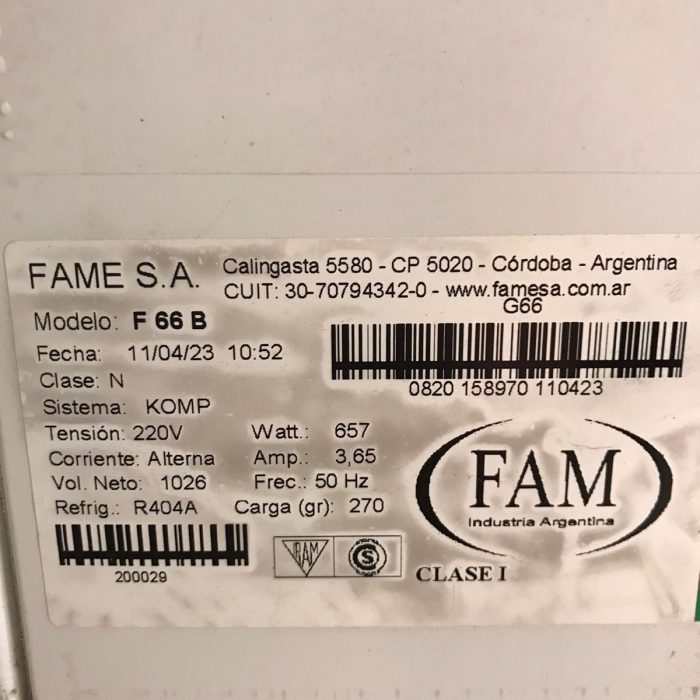 FAME S.A.
Calingasta 5580 - CP 5020 - Córdoba - Argentina
CUIT: 30-70794342-0 - www.famesa.com.ar
G66
Modelo: F 66 B
Fecha: 11/04/23 10:52
0820 158970 110423
Clase: N
Sistema: KOMP
Tensión: 220V Watt.: 657
Corriente: Alterna Amp.: 3,65
Vol. Neto: 1026 Frec.: 50 Hz
Refrig.: R404A Carga (gr): 270
FAM
Industria Argentina
200029
IRAM
S
CLASE I